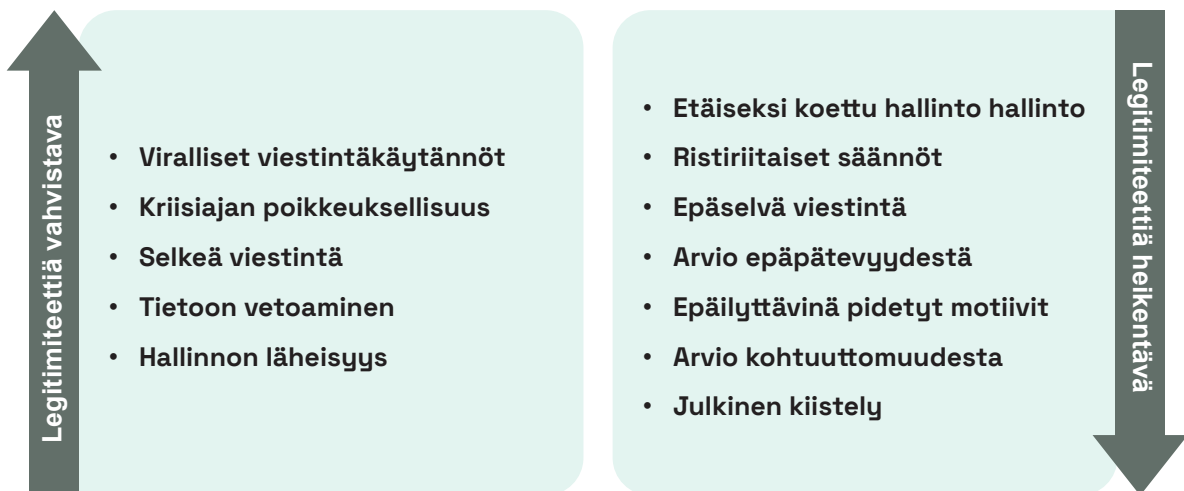 Legitimiteettiä vahvistava
• Viralliset viestintäkäytännöt
• Kriisiajan poikkeuksellisuus
• Selkeä viestintä
• Tietoon vetoaminen
• Hallinnon läheisyys
• Etäiseksi koettu hallinto hallinto
• Ristiriitaiset säännöt
• Epäselvä viestintä
• Arvio epäpätevyydestä
• Epäilyttävinä pidetyt motiivit
• Arvio kohtuuttomuudesta
• Julkinen kiistely
Legitimiteettiä heikentävä